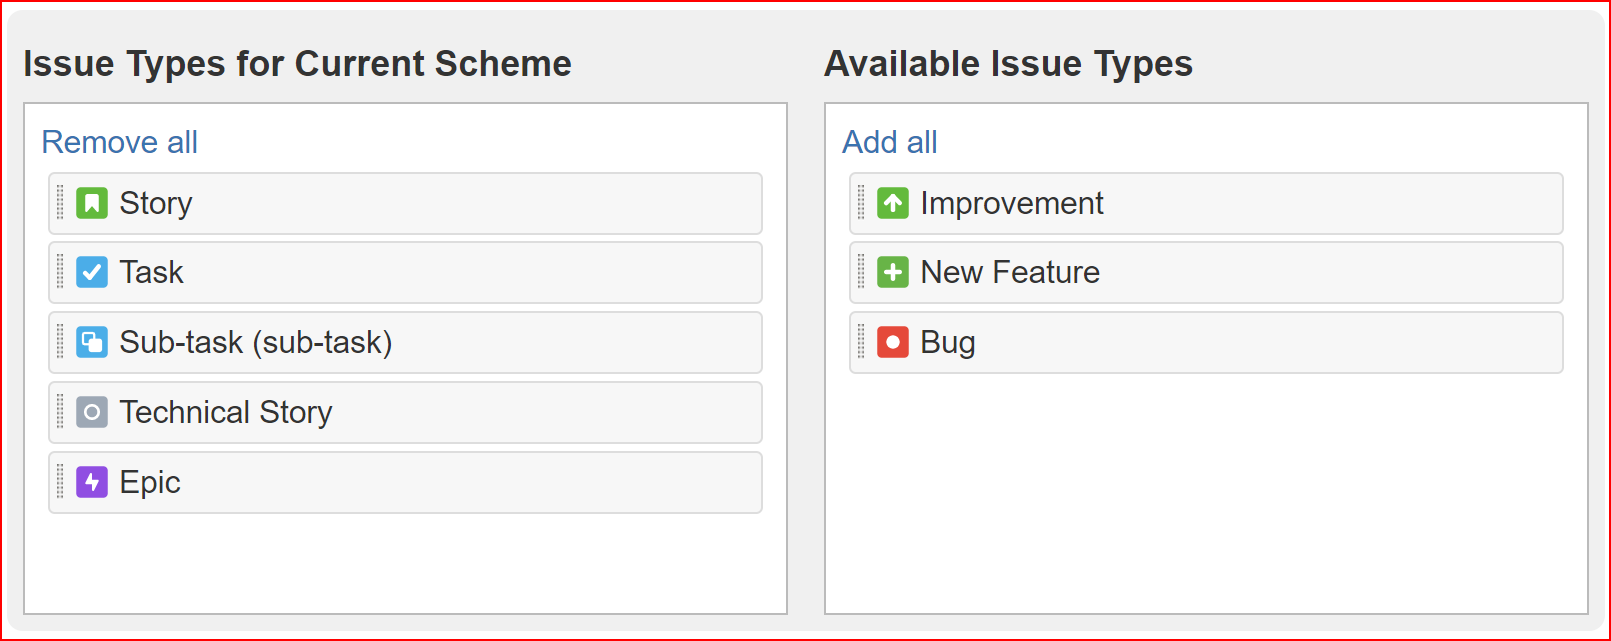 Issue Types for Current Scheme
Remove all
Story
Task
Sub-task (sub-task)
Technical Story
Epic
Available Issue Types
Add all
Improvement
New Feature
Bug